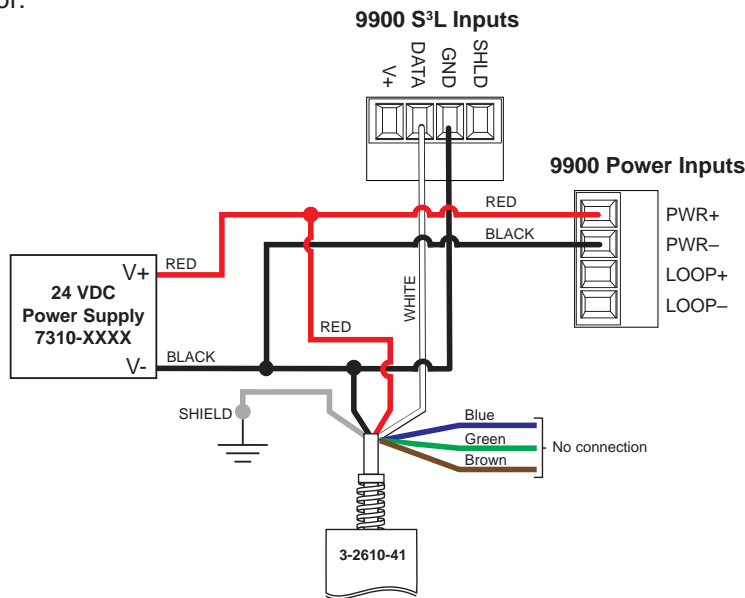 or.
9900 S³L Inputs
V+
DATA
GND
SHLD
9900 Power Inputs
RED
PWR+
BLACK
PWR–
LOOP+
LOOP–
V+
RED
24 VDC
Power Supply
7310-XXXX
V-
BLACK
RED
WHITE
SHIELD
Blue
Green
No connection
Brown
3-2610-41